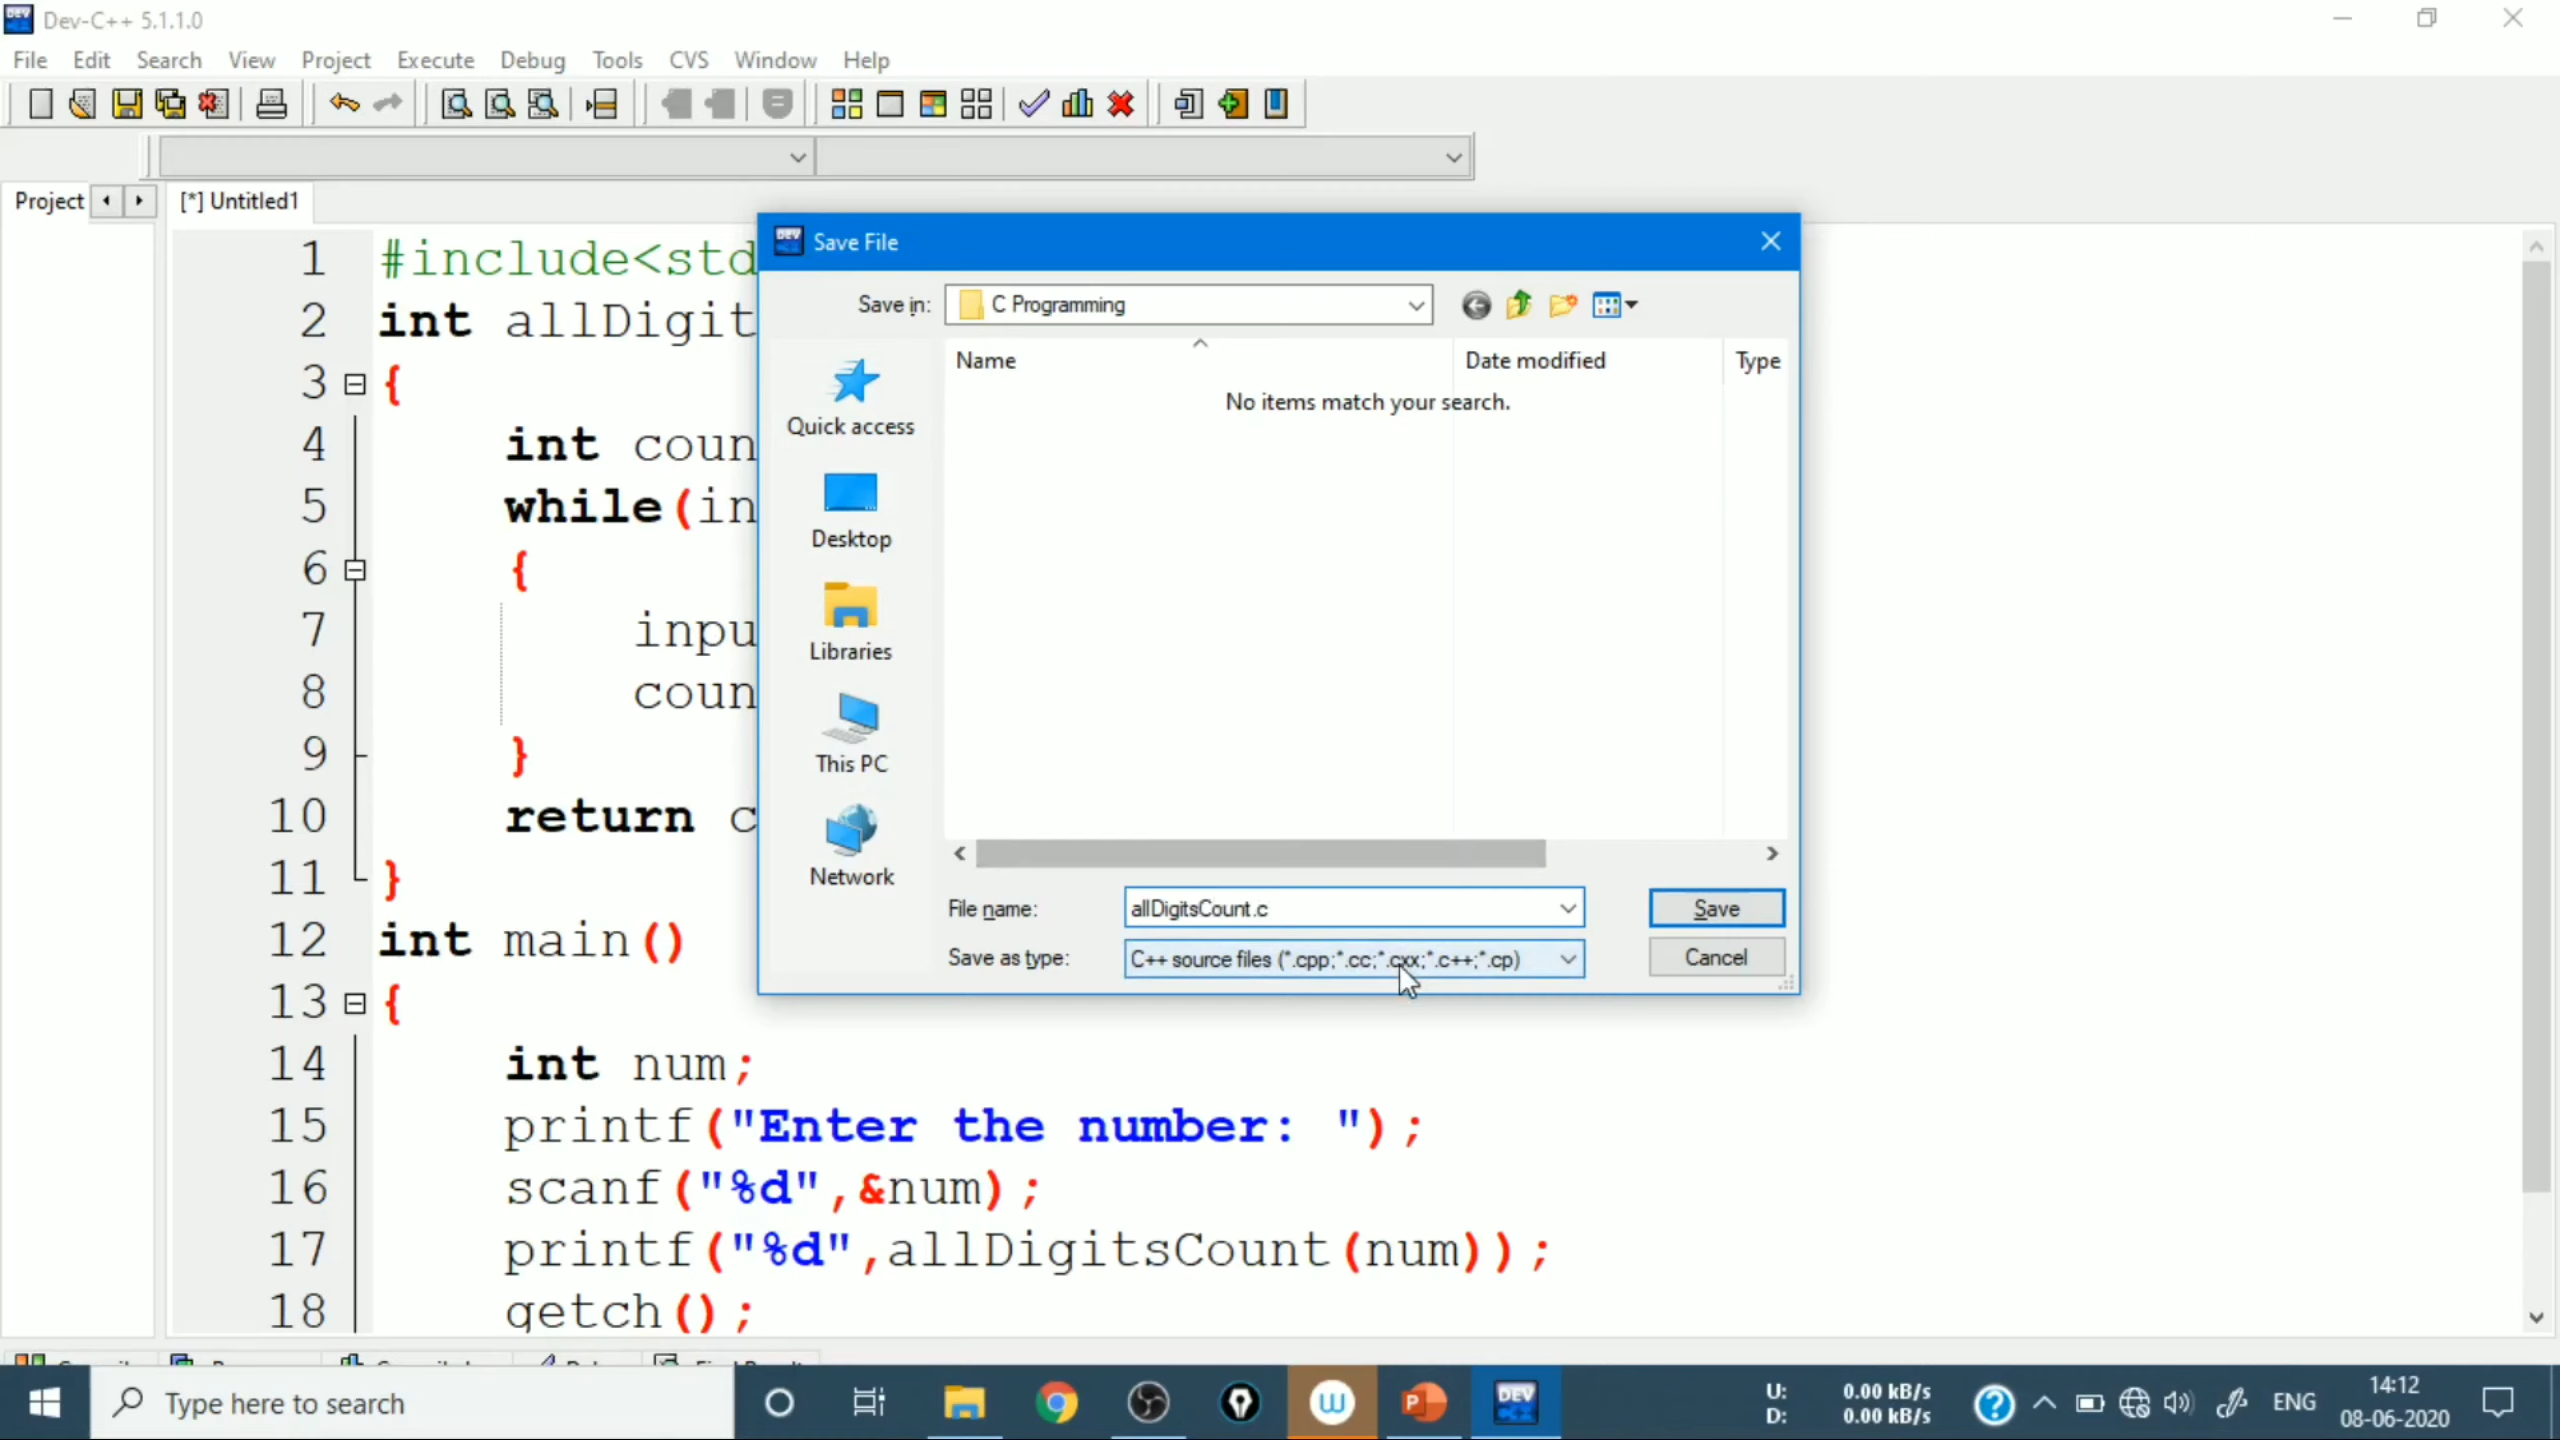 Dev-C++ 5.1.1.0
File Edit Search View Project Execute Debug Tools CVS Window Help
Project [*] Untitled1
Save File
Save in: C Programming
Name Date modified Type
No items match your search.
Quick access
Desktop
Libraries
This PC
Network
File name: allDigitsCount.c Save
Save as type: C++ source files (*.cpp;*.cc;*.cxx;*.c++;*.cp) Cancel
1 #include<std
2 int allDigit
3 {
4 int coun
5 while(in
6 {
7 inpu
8 coun
9 }
10 return c
11 }
12 int main()
13 {
14 int num;
15 printf("Enter the number: ");
16 scanf("%d",&num);
17 printf("%d",allDigitsCount(num));
18 getch();
Type here to search
U: 0.00 kB/s
D: 0.00 kB/s
ENG
14:12
08-06-2020